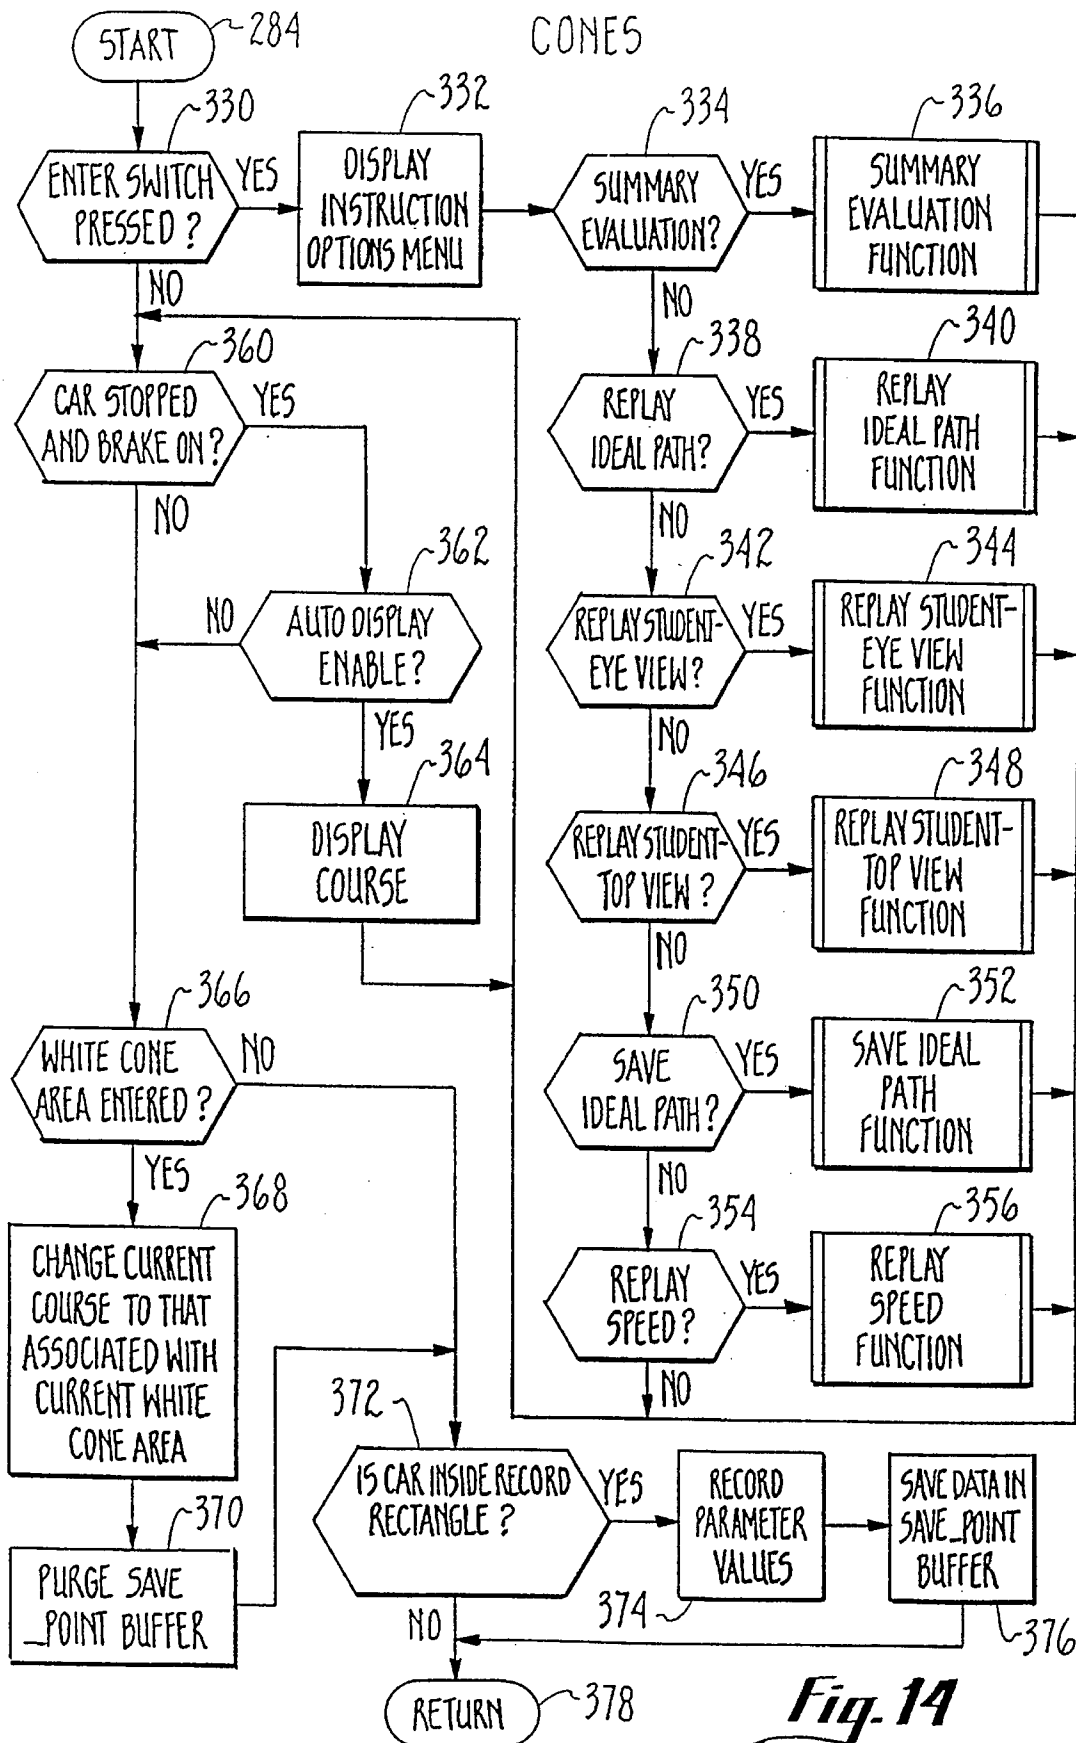 CONES
START
284
330
ENTER SWITCH
PRESSED ?
YES
NO
332
DISPLAY
INSTRUCTION
OPTIONS MENU
334
SUMMARY
EVALUATION?
YES
NO
336
SUMMARY
EVALUATION
FUNCTION
338
REPLAY
IDEAL PATH?
YES
NO
340
REPLAY
IDEAL PATH
FUNCTION
342
REPLAY STUDENT-
EYE VIEW ?
YES
NO
344
REPLAY STUDENT-
EYE VIEW
FUNCTION
346
REPLAY STUDENT-
TOP VIEW ?
YES
NO
348
REPLAY STUDENT-
TOP VIEW
FUNCTION
350
SAVE
IDEAL PATH ?
YES
NO
352
SAVE IDEAL
PATH
FUNCTION
354
REPLAY
SPEED ?
YES
NO
356
REPLAY
SPEED
FUNCTION
360
CAR STOPPED
AND BRAKE ON ?
YES
NO
362
AUTO DISPLAY
ENABLE ?
NO
YES
364
DISPLAY
COURSE
366
WHITE CONE
AREA ENTERED ?
NO
YES
368
CHANGE CURRENT
COURSE TO THAT
ASSOCIATED WITH
CURRENT WHITE
CONE AREA
370
PURGE SAVE
_POINT BUFFER
372
IS CAR INSIDE RECORD
RECTANGLE ?
YES
NO
RECORD
PARAMETER
VALUES
374
SAVE DATA IN
SAVE_POINT
BUFFER
376
RETURN
378
Fig. 14